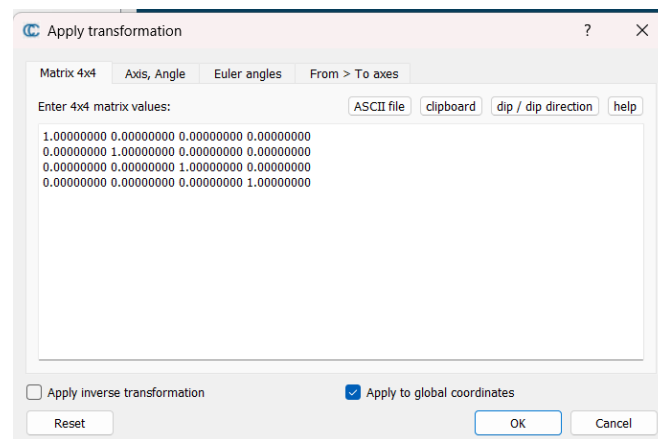 Apply transformation ? X
Matrix 4x4 Axis, Angle Euler angles From > To axes
Enter 4x4 matrix values: ASCII file clipboard dip / dip direction help
1.00000000 0.00000000 0.00000000 0.00000000
0.00000000 1.00000000 0.00000000 0.00000000
0.00000000 0.00000000 1.00000000 0.00000000
0.00000000 0.00000000 0.00000000 1.00000000
Apply inverse transformation Apply to global coordinates
Reset OK Cancel